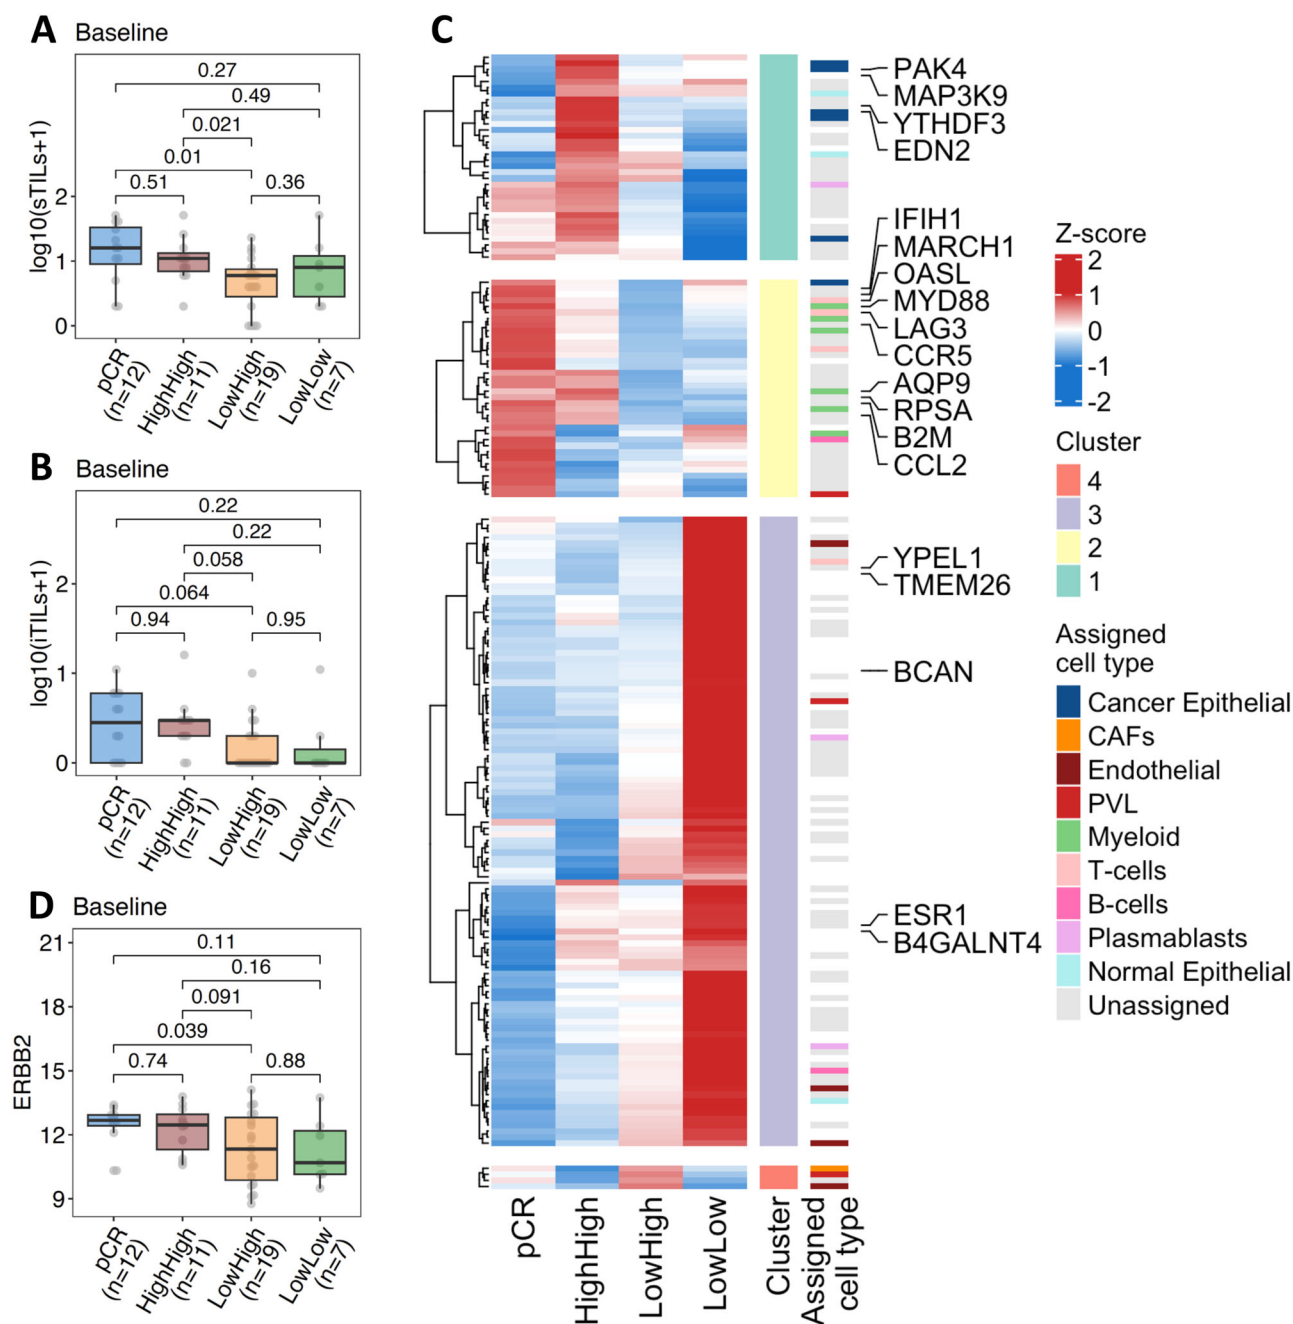 A
Baseline
0.27
0.49
0.021
0.01
0.51
0.36
2
1
0
log10(sTILs+1)
pCR
(n=12)
HighHigh
(n=11)
LowHigh
(n=19)
LowLow
(n=7)
B
Baseline
0.22
0.22
0.058
0.064
0.94
0.95
2
1
0
log10(iTILs+1)
pCR
(n=12)
HighHigh
(n=11)
LowHigh
(n=19)
LowLow
(n=7)
D
Baseline
0.11
0.16
0.091
0.039
0.74
0.88
21
18
15
12
9
ERBB2
pCR
(n=12)
HighHigh
(n=11)
LowHigh
(n=19)
LowLow
(n=7)
C
PAK4
MAP3K9
YTHDF3
EDN2
IFIH1
MARCH1
OASL
MYD88
LAG3
CCR5
AQP9
RPSA
B2M
CCL2
YPEL1
TMEM26
BCAN
ESR1
B4GALNT4
pCR
HighHigh
LowHigh
LowLow
Cluster
Assigned
cell type
Z-score
2
1
0
-1
-2
Cluster
4
3
2
1
Assigned
cell type
Cancer Epithelial
CAFs
Endothelial
PVL
Myeloid
T-cells
B-cells
Plasmablasts
Normal Epithelial
Unassigned